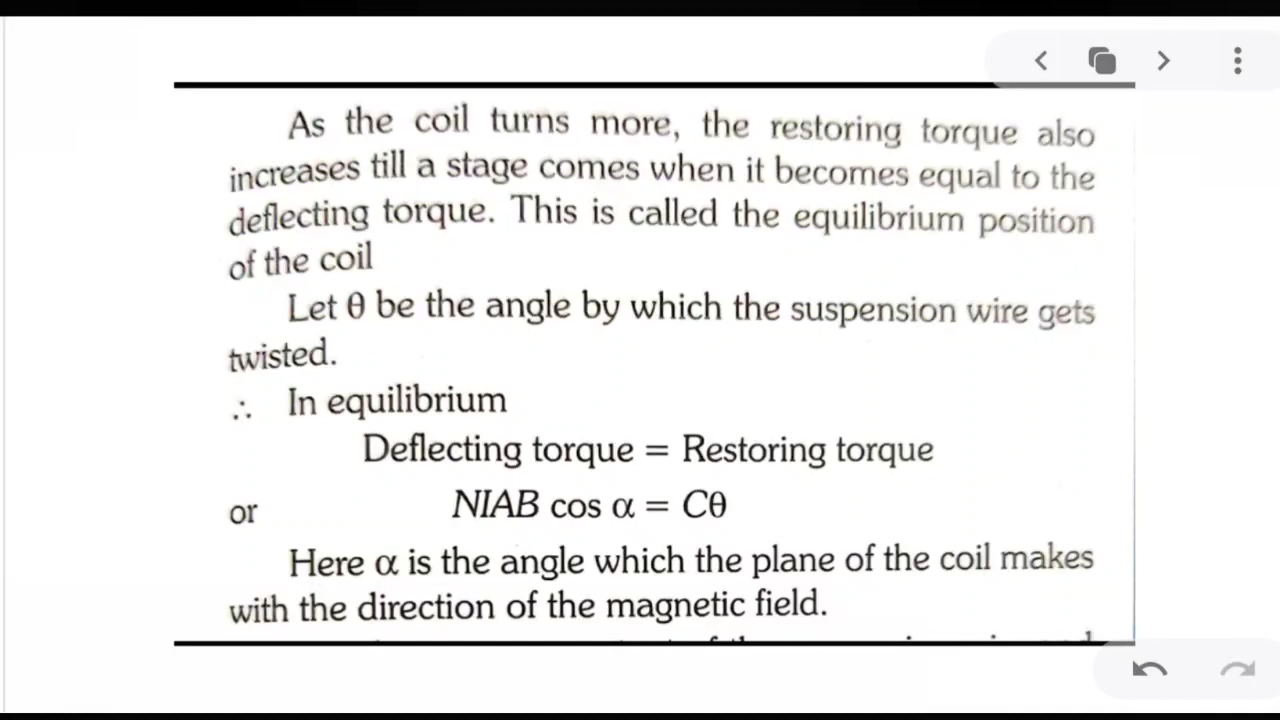 As the coil turns more, the restoring torque also
increases till a stage comes when it becomes equal to the
deflecting torque. This is called the equilibrium position
of the coil
Let θ be the angle by which the suspension wire gets
twisted.
∴ In equilibrium
Deflecting torque = Restoring torque
or NIAB cos α = Cθ
Here α is the angle which the plane of the coil makes
with the direction of the magnetic field.